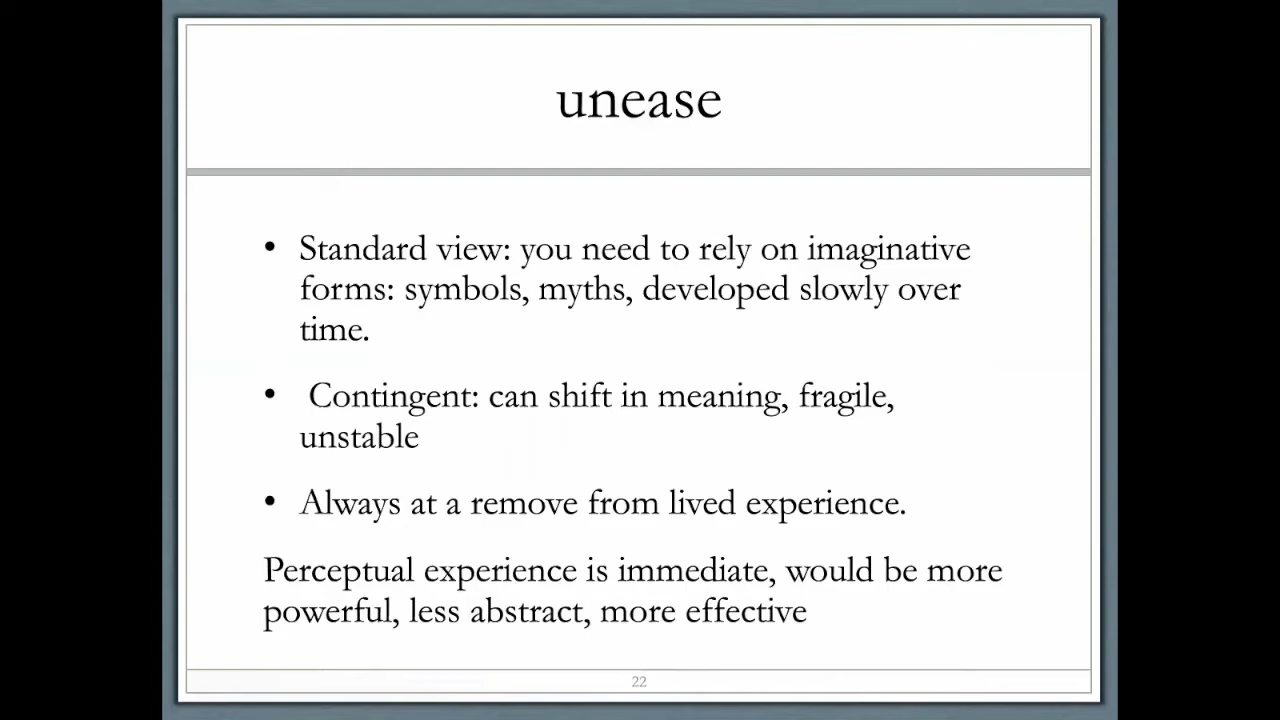 unease
• Standard view: you need to rely on imaginative
forms: symbols, myths, developed slowly over
time.
• Contingent: can shift in meaning, fragile,
unstable
• Always at a remove from lived experience.
Perceptual experience is immediate, would be more
powerful, less abstract, more effective
22